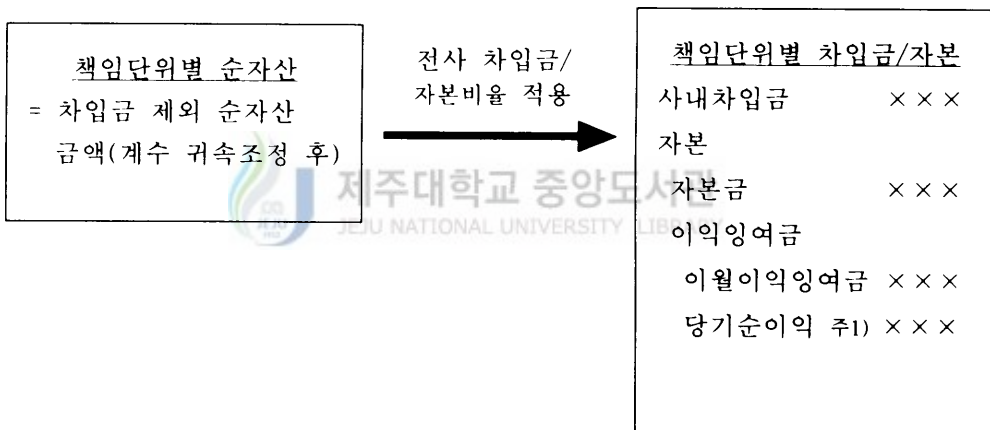 책임단위별 순자산
= 차입금 제외 순자산
금액(계수 귀속조정 후)
전사 차입금/
자본비율 적용
책임단위별 차입금/자본
사내차입금 ×××
자본
자본금 ×××
이익잉여금
이월이익잉여금 ×××
당기순이익 주1) ×××
제주대학교 중앙도서관
JEJU NATIONAL UNIVERSITY LIBRARY
JEJU
1952